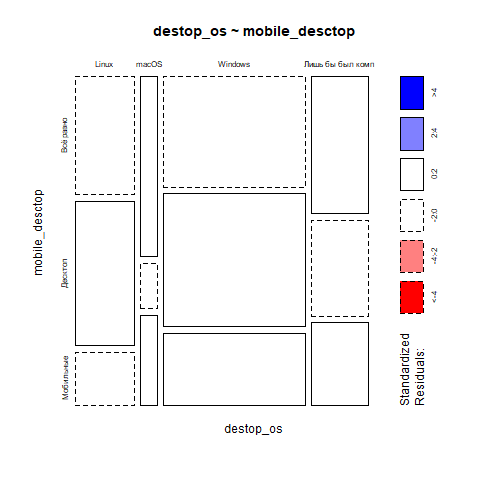 destop_os ~ mobile_desctop
Linux
macOS
Windows
Лишь бы был комп
Всё равно
Десктоп
Мобильные
mobile_desctop
destop_os
>4
2:4
0:2
-2:0
-4:-2
<-4
Standardized
Residuals: